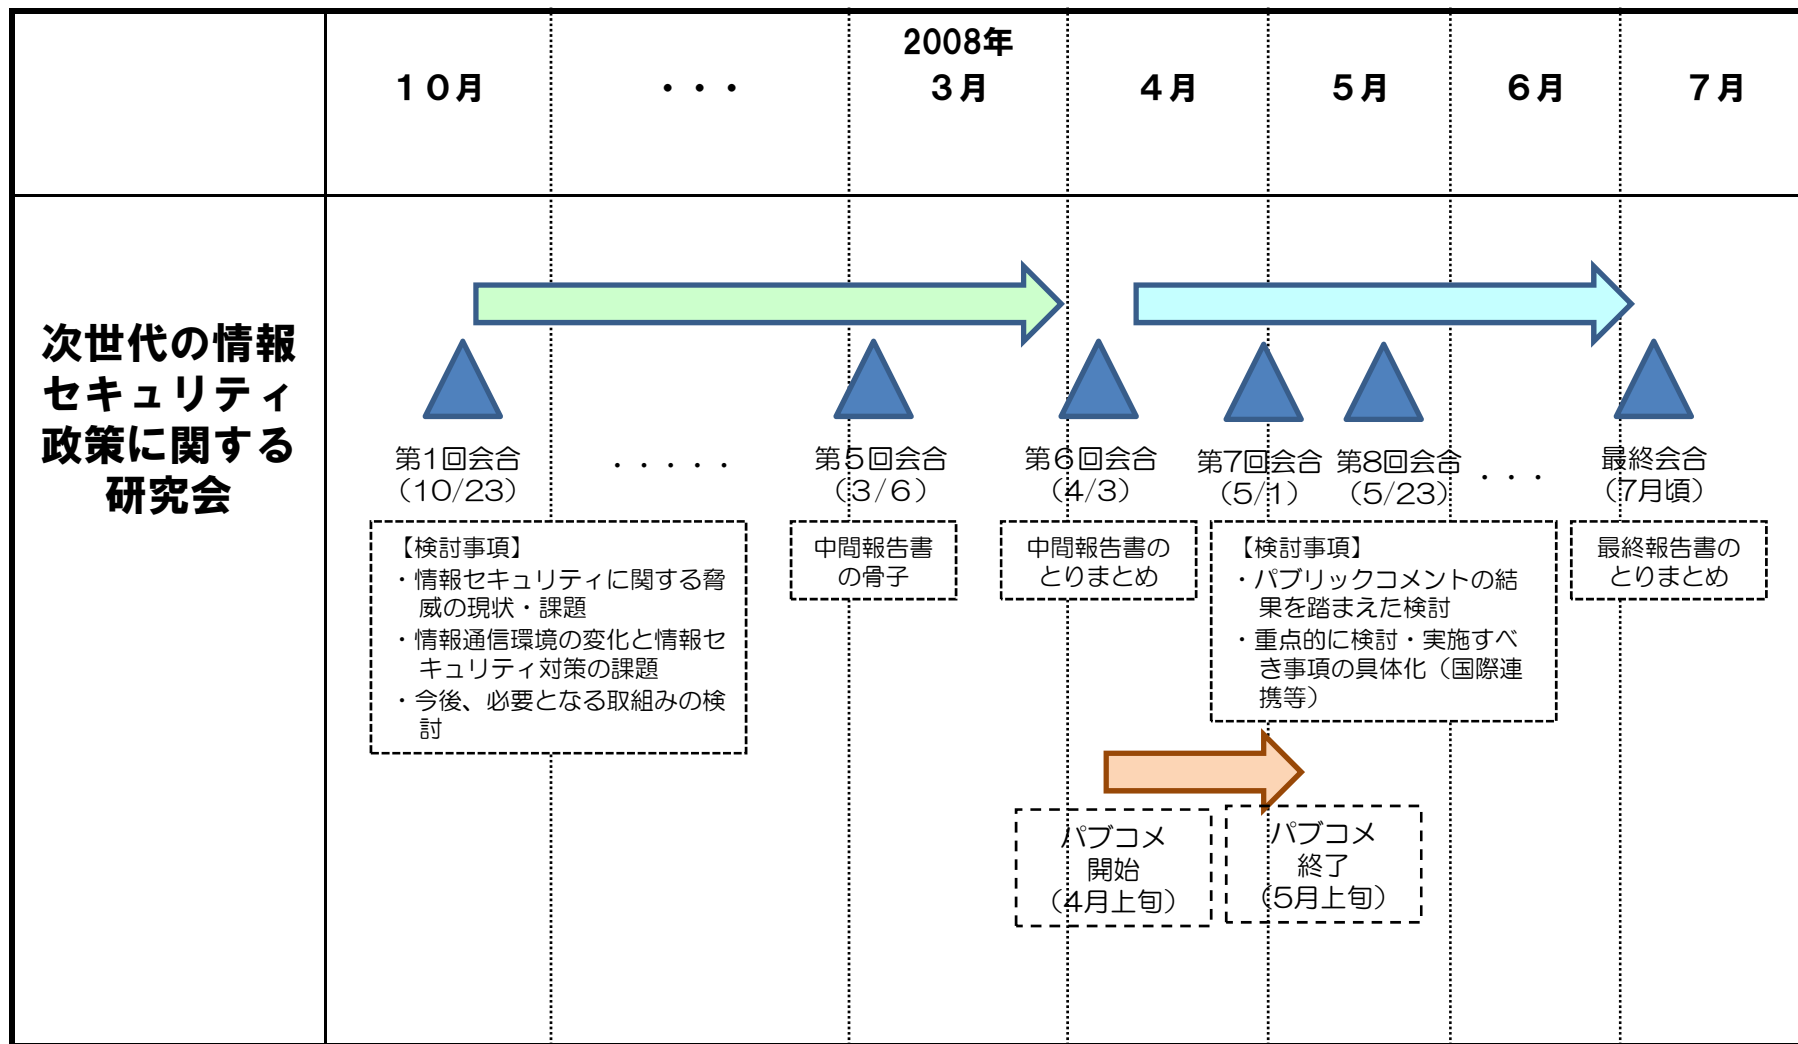 2008年
10月
・・・
3月
4月
5月
6月
7月
次世代の情報
セキュリティ
政策に関する
研究会
第1回会合
(10/23)
・・・・・
第5回会合
(3/6)
第6回会合
(4/3)
第7回会合
(5/1)
第8回会合
(5/23)
・・・
最終会合
(7月頃)
【検討事項】
・情報セキュリティに関する脅
威の現状・課題
・情報通信環境の変化と情報セ
キュリティ対策の課題
・今後、必要となる取組みの検
討
中間報告書
の骨子
中間報告書の
とりまとめ
【検討事項】
・パブリックコメントの結
果を踏まえた検討
・重点的に検討・実施すべ
き事項の具体化（国際連
携等）
最終報告書の
とりまとめ
パブコメ
開始
(4月上旬)
パブコメ
終了
(5月上旬)